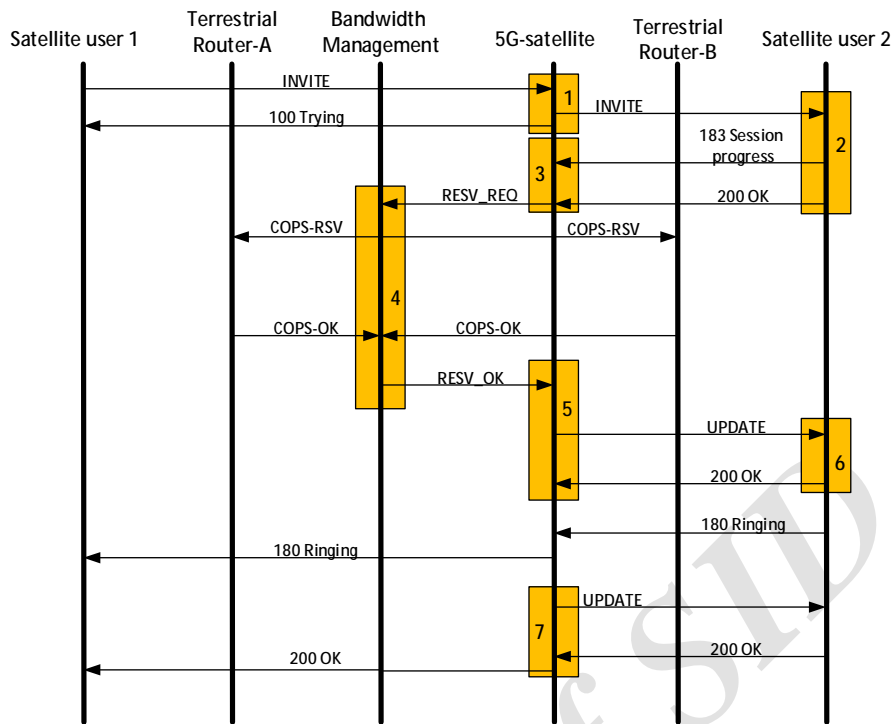 Satellite user 1
Terrestrial
Router-A
Bandwidth
Management
5G-satellite
Terrestrial
Router-B
Satellite user 2
INVITE
1
INVITE
100 Trying
2
183 Session
progress
3
RESV_REQ
200 OK
COPS-RSV
COPS-RSV
4
COPS-OK
COPS-OK
RESV_OK
5
UPDATE
6
200 OK
180 Ringing
180 Ringing
UPDATE
7
200 OK
200 OK
of SID